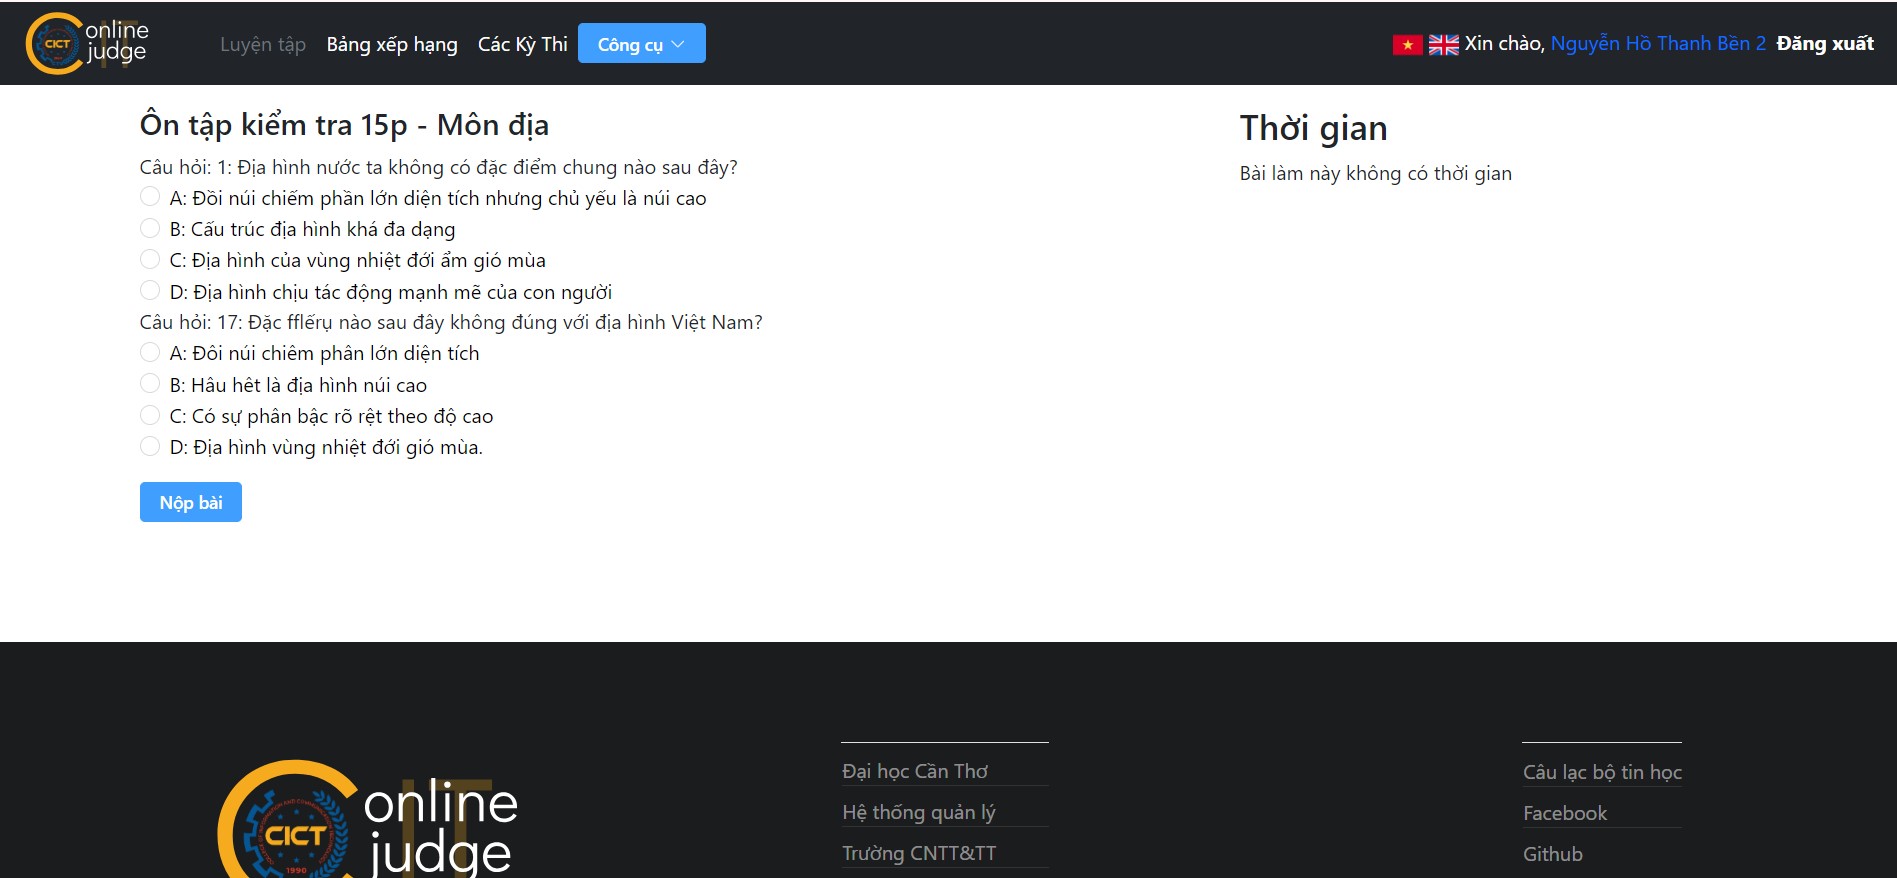 online
judge
Luyện tập Bảng xếp hạng Các Kỳ Thi Công cụ Xin chào, Nguyễn Hồ Thanh Bền 2 Đăng xuất
CICT
Ôn tập kiểm tra 15p - Môn địa
Câu hỏi: 1: Địa hình nước ta không có đặc điểm chung nào sau đây?
A: Đồi núi chiếm phần lớn diện tích nhưng chủ yếu là núi cao
B: Cấu trúc địa hình khá đa dạng
C: Địa hình của vùng nhiệt đới ẩm gió mùa
D: Địa hình chịu tác động mạnh mẽ của con người
Câu hỏi: 17: Đặc fflếrụ nào sau đây không đúng với địa hình Việt Nam?
A: Đôi núi chiêm phân lớn diện tích
B: Hâu hêt là địa hình núi cao
C: Có sự phân bậc rõ rệt theo độ cao
D: Địa hình vùng nhiệt đới gió mùa.
Nộp bài
Thời gian
Bài làm này không có thời gian
online
judge
IT
CICT
1990
Đại học Cần Thơ
Hệ thống quản lý
Trường CNTT&TT
Câu lạc bộ tin học
Facebook
Github